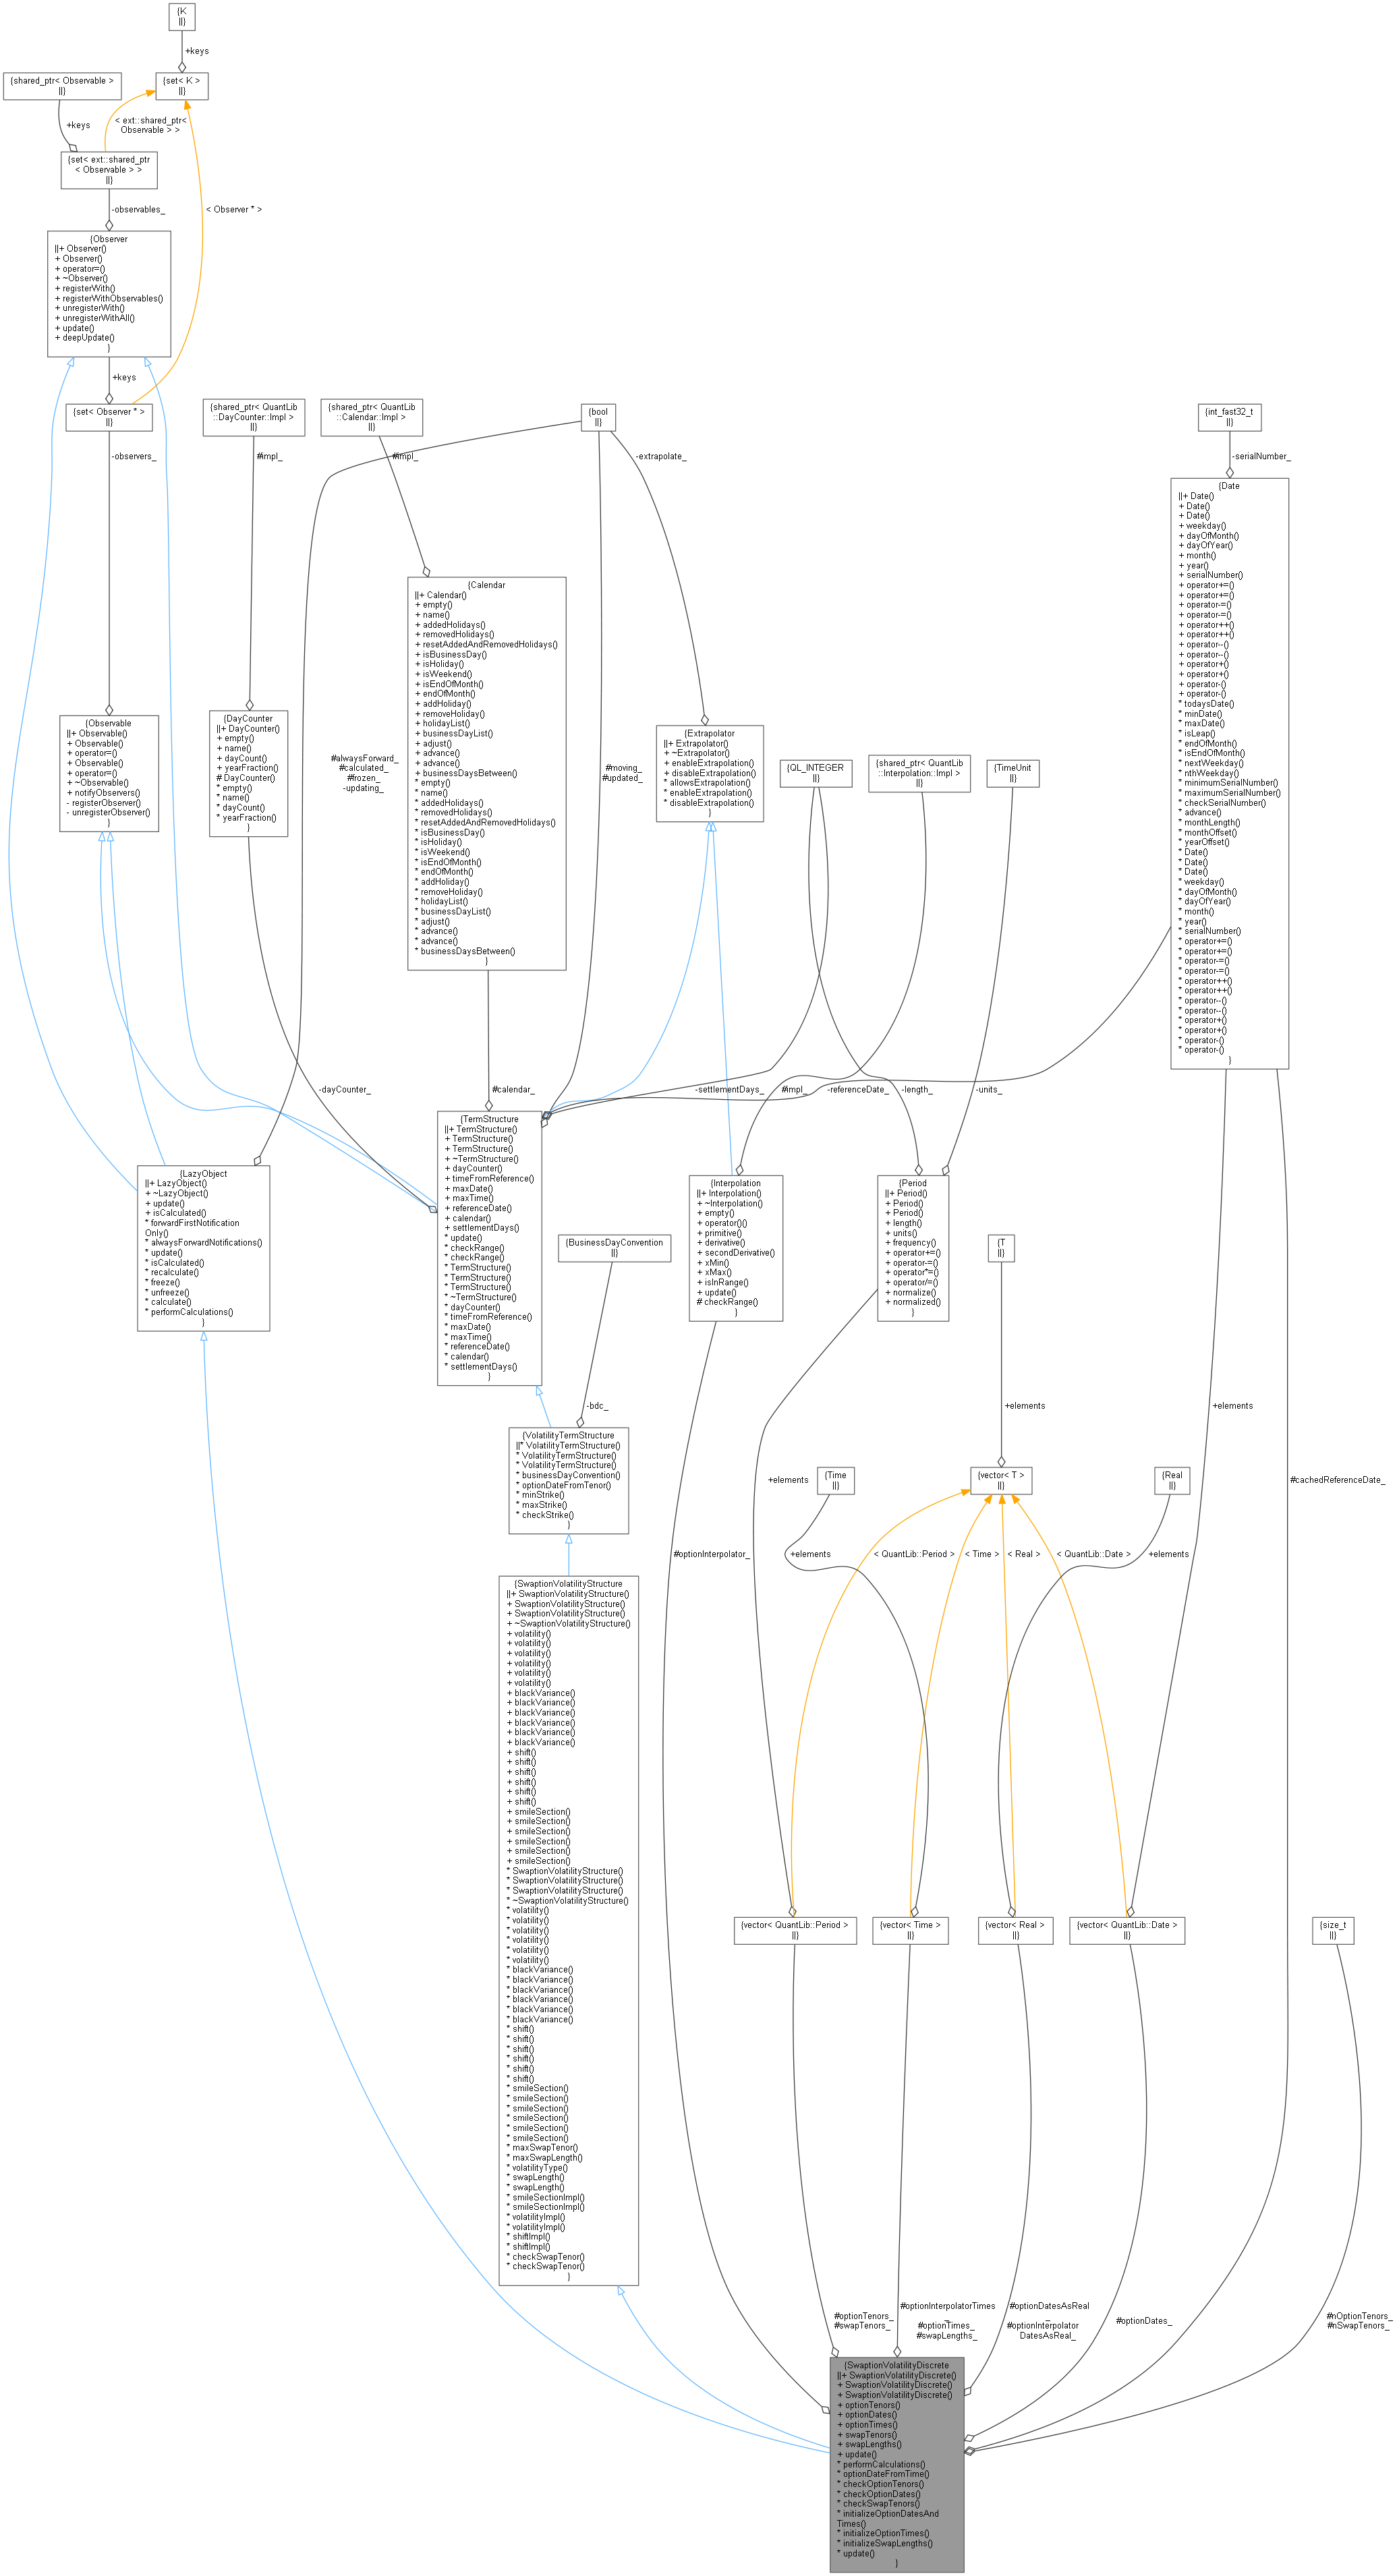 {K
||}
+keys
{shared_ptr< Observable >
||}
{set< K >
||}
+keys
< ext::shared_ptr<
Observable > >
{set< ext::shared_ptr
< Observable > >
||}
-observables_
< Observer * >
{Observer
||+ Observer()
+ Observer()
+ operator=()
+ ~Observer()
+ registerWith()
+ registerWithObservables()
+ unregisterWith()
+ unregisterWithAll()
+ update()
+ deepUpdate()
}
+keys
{set< Observer * >
||}
{shared_ptr< QuantLib
::DayCounter::Impl >
||}
{shared_ptr< QuantLib
::Calendar::Impl >
||}
{bool
||}
{int_fast32_t
||}
-observers_
#impl_
#impl_
-extrapolate_
-serialNumber_
{Date
||+ Date()
+ Date()
+ Date()
+ weekday()
+ dayOfMonth()
+ dayOfYear()
+ month()
+ year()
+ serialNumber()
+ operator+=()
+ operator+=()
+ operator-=()
+ operator-=()
+ operator++()
+ operator++()
+ operator--()
+ operator--()
+ operator+()
+ operator+()
+ operator-()
+ operator-()
* todaysDate()
* minDate()
* maxDate()
* isLeap()
* endOfMonth()
* isEndOfMonth()
* nextWeekday()
* nthWeekday()
* minimumSerialNumber()
* maximumSerialNumber()
* checkSerialNumber()
* advance()
* monthLength()
* monthOffset()
* yearOffset()
* Date()
* Date()
* Date()
* weekday()
* dayOfMonth()
* dayOfYear()
* month()
* year()
* serialNumber()
* operator+=()
* operator+=()
* operator-=()
* operator-=()
* operator++()
* operator++()
* operator--()
* operator--()
* operator+()
* operator+()
* operator-()
* operator-()
}
{Calendar
||+ Calendar()
+ empty()
+ name()
+ addedHolidays()
+ removedHolidays()
+ resetAddedAndRemovedHolidays()
+ isBusinessDay()
+ isHoliday()
+ isWeekend()
+ isEndOfMonth()
+ endOfMonth()
+ addHoliday()
+ removeHoliday()
+ holidayList()
+ businessDayList()
+ adjust()
+ advance()
+ advance()
+ businessDaysBetween()
* empty()
* name()
* addedHolidays()
* removedHolidays()
* resetAddedAndRemovedHolidays()
* isBusinessDay()
* isHoliday()
* isWeekend()
* isEndOfMonth()
* endOfMonth()
* addHoliday()
* removeHoliday()
* holidayList()
* businessDayList()
* adjust()
* advance()
* advance()
* businessDaysBetween()
}
{Observable
||+ Observable()
+ Observable()
+ operator=()
+ Observable()
+ operator=()
+ ~Observable()
+ notifyObservers()
- registerObserver()
- unregisterObserver()
}
{DayCounter
||+ DayCounter()
+ empty()
+ name()
+ dayCount()
+ yearFraction()
# DayCounter()
* empty()
* name()
* dayCount()
* yearFraction()
}
#alwaysForward_
#calculated_
#frozen_
-updating_
#moving_
#updated_
{Extrapolator
||+ Extrapolator()
+ ~Extrapolator()
+ enableExtrapolation()
+ disableExtrapolation()
* allowsExtrapolation()
* enableExtrapolation()
* disableExtrapolation()
}
{QL_INTEGER
||}
{shared_ptr< QuantLib
::Interpolation::Impl >
||}
{TimeUnit
||}
-dayCounter_
#calendar_
-settlementDays_
#impl_
-referenceDate_
-length_
-units_
{LazyObject
||+ LazyObject()
+ ~LazyObject()
+ update()
+ isCalculated()
* forwardFirstNotification
Only()
* alwaysForwardNotifications()
* update()
* isCalculated()
* recalculate()
* freeze()
* unfreeze()
* calculate()
* performCalculations()
}
{TermStructure
||+ TermStructure()
+ TermStructure()
+ TermStructure()
+ ~TermStructure()
+ dayCounter()
+ timeFromReference()
+ maxDate()
+ maxTime()
+ referenceDate()
+ calendar()
+ settlementDays()
* update()
* checkRange()
* checkRange()
* TermStructure()
* TermStructure()
* TermStructure()
* ~TermStructure()
* dayCounter()
* timeFromReference()
* maxDate()
* maxTime()
* referenceDate()
* calendar()
* settlementDays()
}
{BusinessDayConvention
||}
{Interpolation
||+ Interpolation()
+ ~Interpolation()
+ empty()
+ operator()()
+ primitive()
+ derivative()
+ secondDerivative()
+ xMin()
+ xMax()
+ isInRange()
+ update()
# checkRange()
}
{Period
||+ Period()
+ Period()
+ Period()
+ length()
+ units()
+ frequency()
+ operator+=()
+ operator-=()
+ operator*=()
+ operator/=()
+ normalize()
+ normalized()
}
{T
||}
-bdc_
+elements
+elements
{VolatilityTermStructure
||* VolatilityTermStructure()
* VolatilityTermStructure()
* VolatilityTermStructure()
* businessDayConvention()
* optionDateFromTenor()
* minStrike()
* maxStrike()
* checkStrike()
}
+elements
{Time
||}
{vector< T >
||}
{Real
||}
#cachedReferenceDate_
#optionInterpolator_
+elements
< QuantLib::Period >
< Time >
< Real >
< QuantLib::Date >
+elements
{SwaptionVolatilityStructure
||+ SwaptionVolatilityStructure()
+ SwaptionVolatilityStructure()
+ SwaptionVolatilityStructure()
+ ~SwaptionVolatilityStructure()
+ volatility()
+ volatility()
+ volatility()
+ volatility()
+ volatility()
+ volatility()
+ blackVariance()
+ blackVariance()
+ blackVariance()
+ blackVariance()
+ blackVariance()
+ blackVariance()
+ shift()
+ shift()
+ shift()
+ shift()
+ shift()
+ shift()
+ smileSection()
+ smileSection()
+ smileSection()
+ smileSection()
+ smileSection()
+ smileSection()
* SwaptionVolatilityStructure()
* SwaptionVolatilityStructure()
* SwaptionVolatilityStructure()
* ~SwaptionVolatilityStructure()
* volatility()
* volatility()
* volatility()
* volatility()
* volatility()
* volatility()
* blackVariance()
* blackVariance()
* blackVariance()
* blackVariance()
* blackVariance()
* blackVariance()
* shift()
* shift()
* shift()
* shift()
* shift()
* shift()
* smileSection()
* smileSection()
* smileSection()
* smileSection()
* smileSection()
* smileSection()
* maxSwapTenor()
* maxSwapLength()
* volatilityType()
* swapLength()
* swapLength()
* smileSectionImpl()
* smileSectionImpl()
* volatilityImpl()
* volatilityImpl()
* shiftImpl()
* shiftImpl()
* checkSwapTenor()
* checkSwapTenor()
}
{vector< QuantLib::Period >
||}
{vector< Time >
||}
{vector< Real >
||}
{vector< QuantLib::Date >
||}
{size_t
||}
#optionTenors_
#swapTenors_
#optionInterpolatorTimes
_
#optionTimes_
#swapLengths_
#optionDatesAsReal
_
#optionInterpolator
DatesAsReal_
#optionDates_
#nOptionTenors_
#nSwapTenors_
{SwaptionVolatilityDiscrete
||+ SwaptionVolatilityDiscrete()
+ SwaptionVolatilityDiscrete()
+ SwaptionVolatilityDiscrete()
+ optionTenors()
+ optionDates()
+ optionTimes()
+ swapTenors()
+ swapLengths()
+ update()
* performCalculations()
* optionDateFromTime()
* checkOptionTenors()
* checkOptionDates()
* checkSwapTenors()
* initializeOptionDatesAnd
Times()
* initializeOptionTimes()
* initializeSwapLengths()
* update()
}